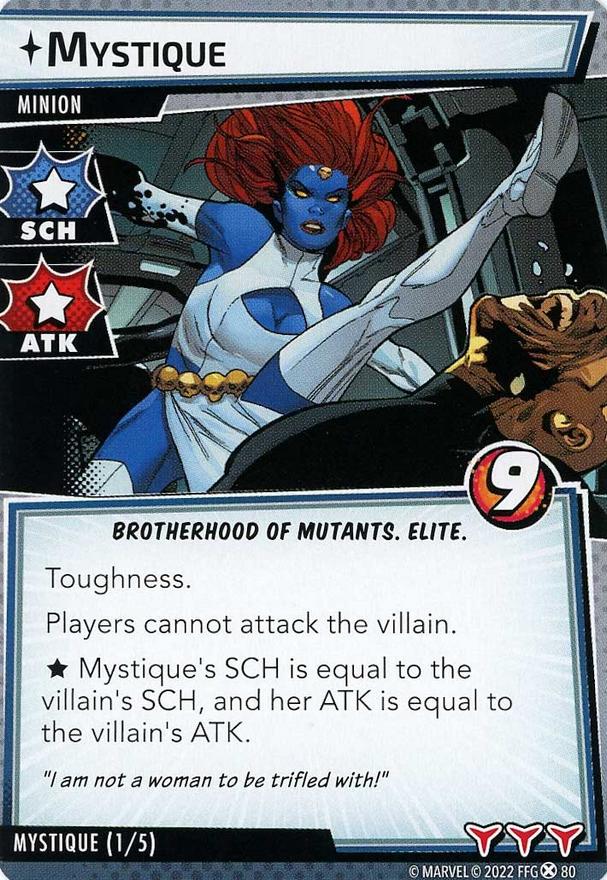 MYSTIQUE
MINION
SCH
ATK
9
BROTHERHOOD OF MUTANTS. ELITE.
Toughness.
Players cannot attack the villain.
★ Mystique's SCH is equal to the
villain's SCH, and her ATK is equal to
the villain's ATK.
"I am not a woman to be trifled with!"
MYSTIQUE (1/5)
© MARVEL © 2022 FFG 80